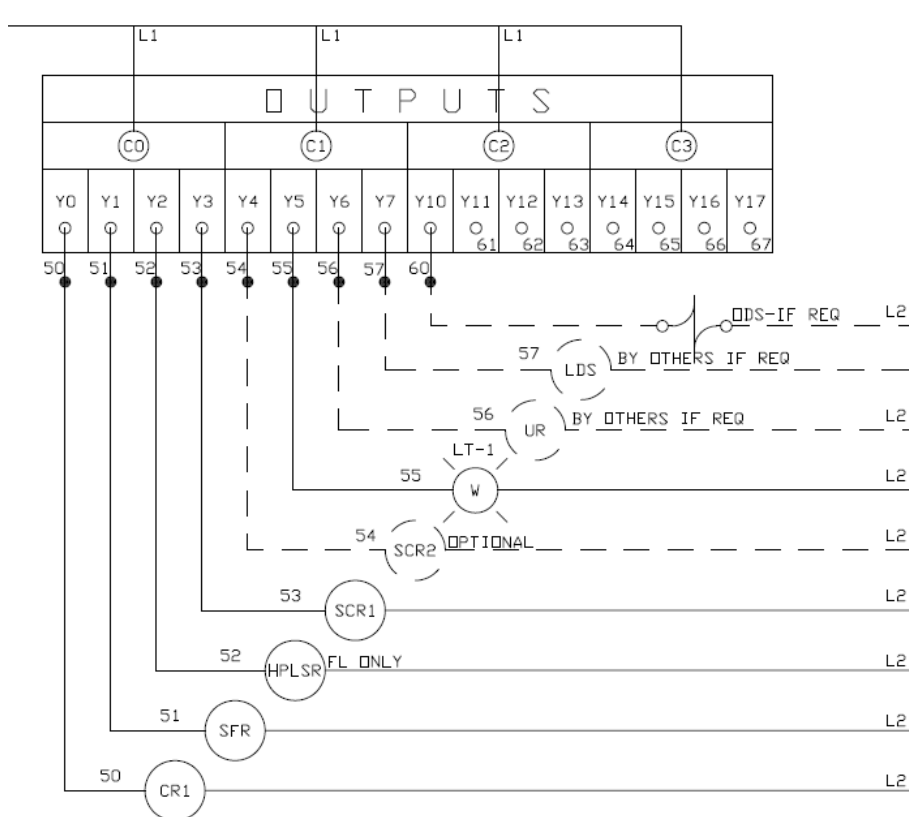 L1 L1 L1
OUTPUTS
C0 C1 C2 C3
Y0 Y1 Y2 Y3 Y4 Y5 Y6 Y7 Y10 Y11 Y12 Y13 Y14 Y15 Y16 Y17
61 62 63 64 65 66 67
50 51 52 53 54 55 56 57 60
ODS-IF REQ L2
57 LDS BY OTHERS IF REQ
56 UR BY OTHERS IF REQ L2
LT-1
55 W L2
54 SCR2 OPTIONAL L2
53 SCR1 L2
52 HPLSR FL ONLY L2
51 SFR L2
50 CR1 L2